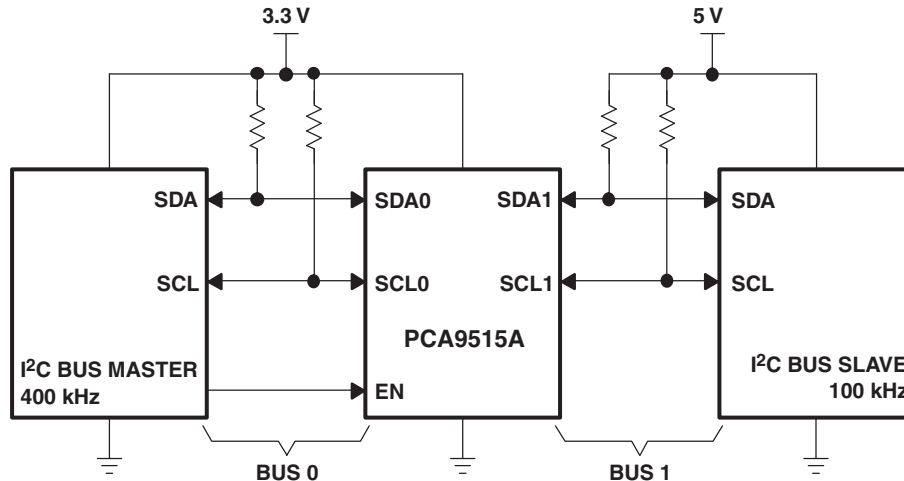 3.3 V
5 V
SDA
SDA0
SDA1
SDA
SCL
SCL0
SCL1
SCL
PCA9515A
I²C BUS MASTER
400 kHz
EN
I²C BUS SLAVE
100 kHz
BUS 0
BUS 1